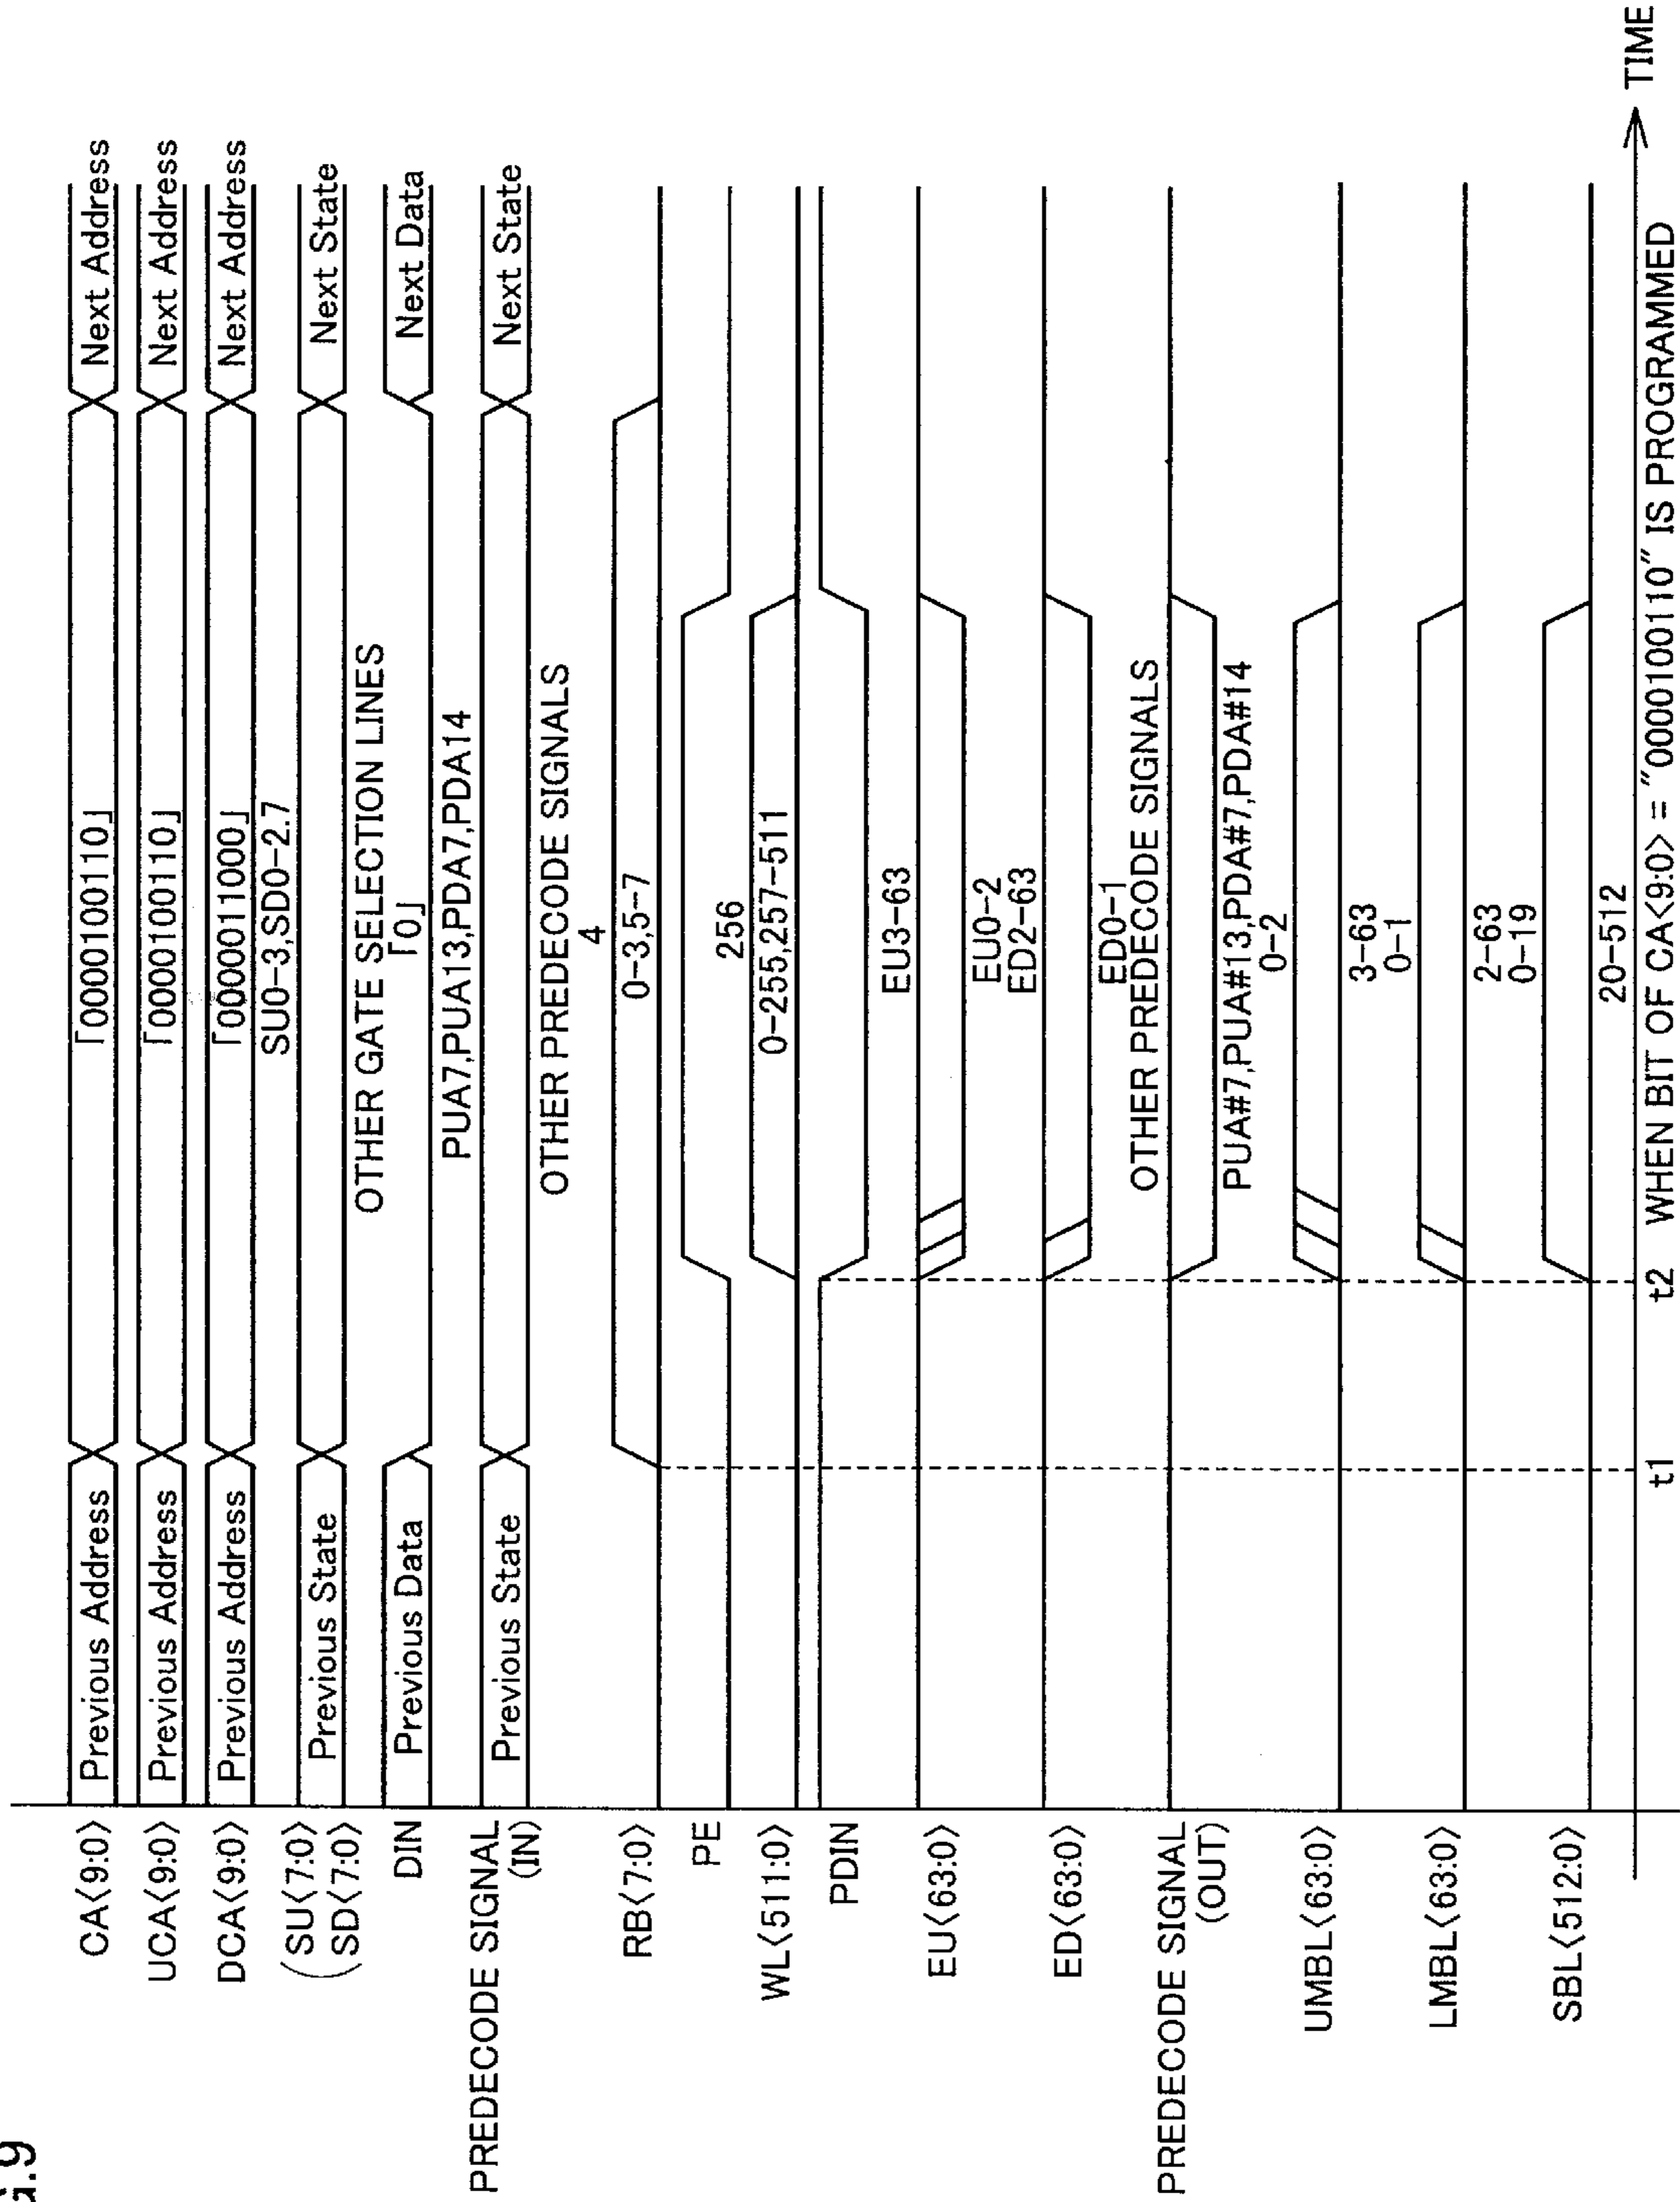 G.9
CA<9:0>
Previous Address
「0000100110」
Next Address
UCA<9:0>
Previous Address
「0000100110」
Next Address
DCA<9:0>
Previous Address
「0000011000」
Next Address
(SU<7:0>
(SD<7:0>
Previous State
SU0-3,SD0-2.7
OTHER GATE SELECTION LINES
Next State
DIN
Previous Data
「0」
Next Data
PREDECODE SIGNAL
(IN)
Previous State
PUA7,PUA13,PDA7,PDA14
OTHER PREDECODE SIGNALS
Next State
RB<7:0>
4
0-3,5-7
PE
WL<511:0>
256
0-255,257-511
PDIN
EU<63:0>
EU3-63
EU0-2
ED<63:0>
ED2-63
ED0-1
PREDECODE SIGNAL
(OUT)
OTHER PREDECODE SIGNALS
PUA#7,PUA#13,PDA#7,PDA#14
UMBL<63:0>
0-2
3-63
LMBL<63:0>
0-1
2-63
SBL<512:0>
0-19
20-512
t1
t2
TIME
WHEN BIT OF CA<9:0> = "0000100110" IS PROGRAMMED